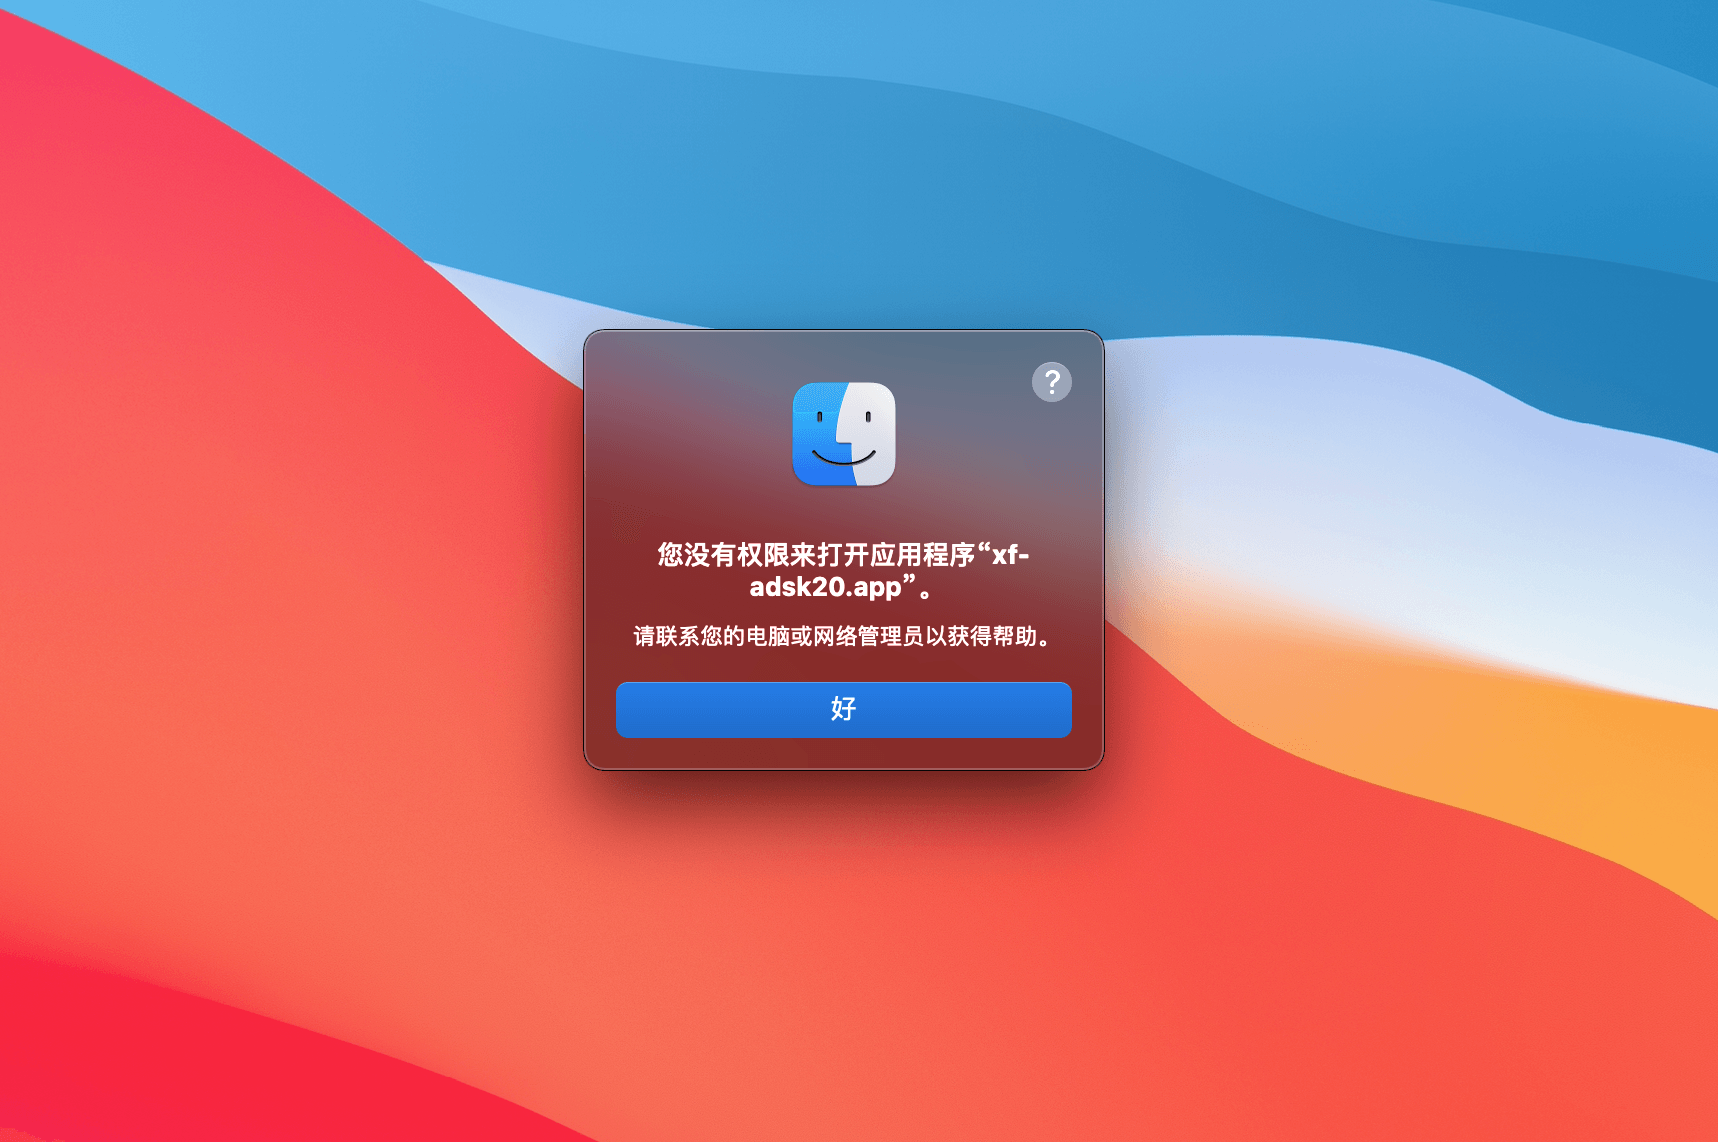 ?
您没有权限来打开应用程序“xf-
adsk20.app”。
请联系您的电脑或网络管理员以获得帮助。
好